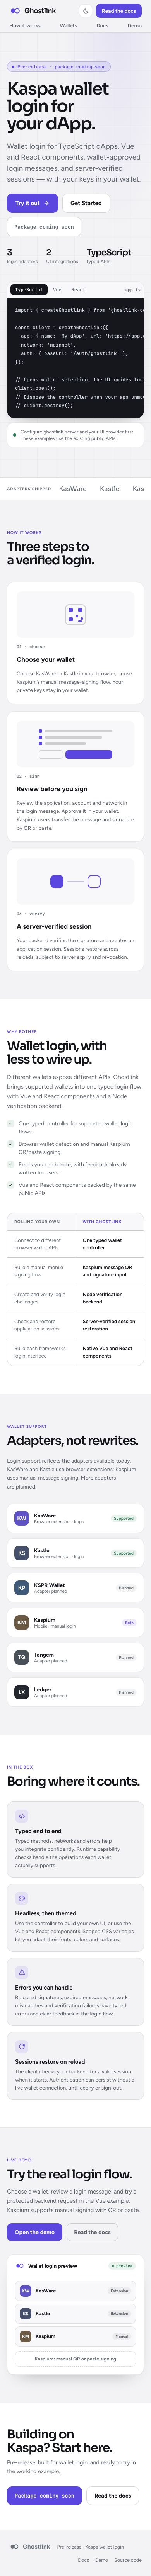 Ghostlink
Read the docs
How it works Wallets Docs Demo
Pre-release · package coming soon
Kaspa wallet
login for
your dApp.
Wallet login for TypeScript dApps. Vue
and React components, wallet-approved
login messages, and server-verified
sessions — with your keys in your wallet.
Try it out →
Get Started
Package coming soon
3
login adapters
2
UI integrations
TypeScript
typed APIs
TypeScript Vue React app.ts
import { createGhostlink } from 'ghostlink-co
const client = createGhostlink({
app: { name: 'My dApp', url: 'https://app.
network: 'mainnet',
auth: { baseUrl: '/auth/ghostlink' },
});
// Opens wallet selection; the UI guides log
client.open();
// Dispose the controller when your app unmoun
// client.destroy();
Configure ghostlink-server and your UI provider first.
These examples use the existing public APIs.
ADAPTERS SHIPPED KasWare Kastle Kas
HOW IT WORKS
Three steps to
a verified login.
01 · choose
Choose your wallet
Choose KasWare or Kastle in your browser, or use
Kaspium's manual message-signing flow. Your
private keys stay in your wallet.
02 · sign
Review before you sign
Review the application, account and network in
the login message. Approve it in your wallet.
Kaspium users transfer the message and signature
by QR or paste.
03 · verify
A server-verified session
Your backend verifies the signature and creates an
application session. Sessions restore across
reloads, subject to server expiry and revocation.
WHY BOTHER
Wallet login, with
less to wire up.
Different wallets expose different APIs. Ghostlink
brings supported wallets into one typed login flow,
with Vue and React components and a Node
verification backend.
One typed controller for supported wallet login
flows.
Browser wallet detection and manual Kaspium
QR/paste signing.
Errors you can handle, with feedback already
written for users.
Vue and React components backed by the same
public APIs.
ROLLING YOUR OWN WITH GHOSTLINK
Connect to different
browser wallet APIs
One typed wallet
controller
Build a manual mobile
signing flow
Kaspium message QR
and signature input
Create and verify login
challenges
Node verification
backend
Check and restore
application sessions
Server-verified session
restoration
Build each framework's
login interface
Native Vue and React
components
WALLET SUPPORT
Adapters, not rewrites.
Login support reflects the adapters available today.
KasWare and Kastle use browser extensions; Kaspium
uses manual message signing. More adapters
are planned.
KW
KasWare
Browser extension · login
Supported
KS
Kastle
Browser extension · login
Supported
KP
KSPR Wallet
Adapter planned
Planned
KM
Kaspium
Mobile · manual login
Beta
TG
Tangem
Adapter planned
Planned
LX
Ledger
Adapter planned
Planned
IN THE BOX
Boring where it counts.
Typed end to end
Typed methods, networks and errors help
you integrate confidently. Runtime capability
checks handle the operations each wallet
actually supports.
Headless, then themed
Use the controller to build your own UI, or use the
Vue and React components. Scoped CSS variables
let you adapt their fonts, colors and surfaces.
Errors you can handle
Rejected signatures, expired messages, network
mismatches and verification failures have typed
errors and clear feedback in the login flow.
Sessions restore on reload
The client checks your backend for a valid session
when it starts. Authentication can persist without a
live wallet connection, until expiry or sign-out.
LIVE DEMO
Try the real login flow.
Choose a wallet, review a login message, and try a
protected backend request in the Vue example.
Kaspium supports manual signing with QR or paste.
Open the demo
Read the docs
Wallet login preview
preview
KW KasWare Extension
KS Kastle Extension
KM Kaspium Manual
Kaspium: manual QR or paste signing
Building on
Kaspa? Start here.
Pre-release, built for wallet login, and ready to try in
the working example.
Package coming soon
Read the docs
Ghostlink Pre-release · Kaspa wallet login
Docs Demo Source code